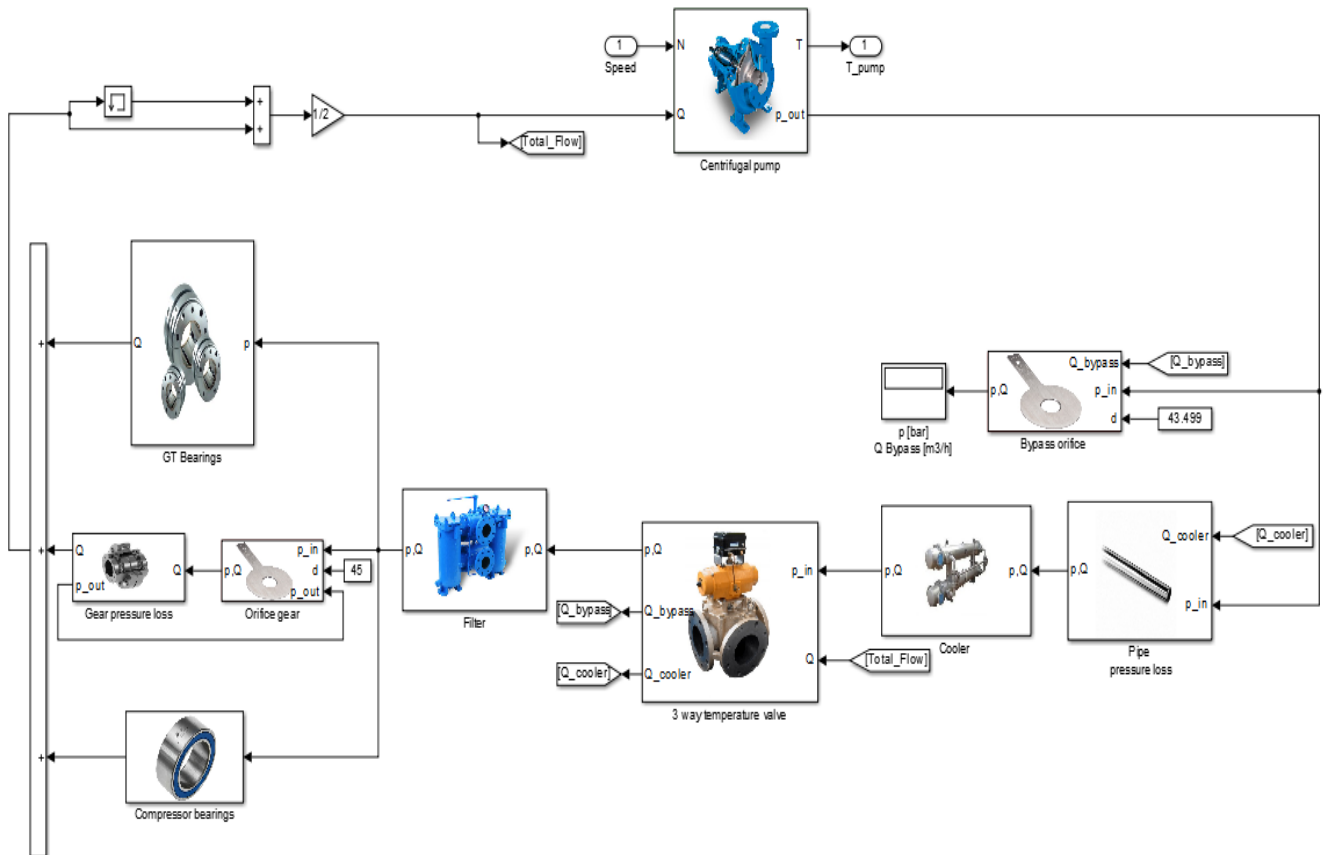 1
Speed
N
T
1
T_pump
Q
p_out
Centrifugal pump
+
+
1/2
[Total_Flow]
+
Q
p
GT Bearings
p [bar]
Q Bypass [m3/h]
p,Q
Q_bypass
p_in
d
[Q_bypass]
43.499
Bypass orifice
+
Q
p_out
Q
Gear pressure loss
p,Q
p_in
d
p_out
45
Orifice gear
p,Q
p,Q
Filter
p,Q
Q_bypass
Q_cooler
p_in
Q
[Q_bypass]
[Q_cooler]
[Total_Flow]
3 way temperature valve
p,Q
p,Q
Cooler
p,Q
Q_cooler
p_in
[Q_cooler]
Pipe
pressure loss
+
Compressor bearings